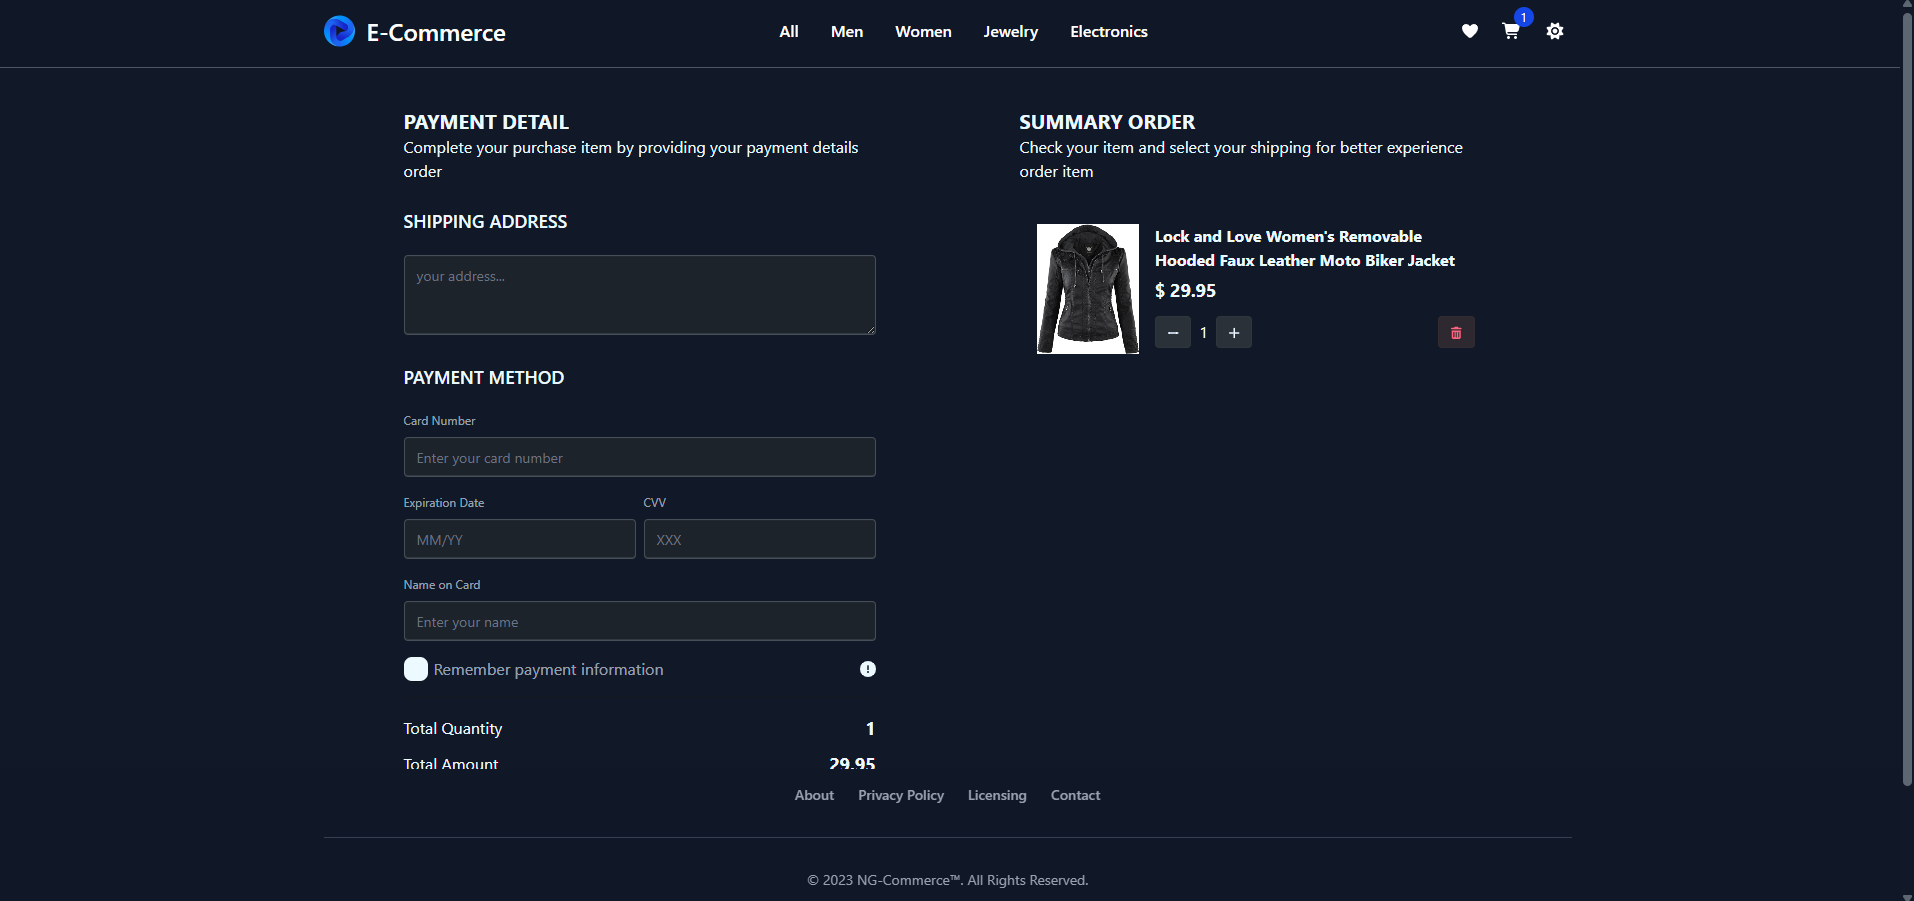 E-Commerce
All
Men
Women
Jewelry
Electronics
1
PAYMENT DETAIL
Complete your purchase item by providing your payment details
order
SHIPPING ADDRESS
your address...
PAYMENT METHOD
Card Number
Enter your card number
Expiration Date
CVV
MM/YY
XXX
Name on Card
Enter your name
Remember payment information
Total Quantity
1
Total Amount
29.95
SUMMARY ORDER
Check your item and select your shipping for better experience
order item
Lock and Love Women's Removable
Hooded Faux Leather Moto Biker Jacket
$ 29.95
1
About
Privacy Policy
Licensing
Contact
© 2023 NG-Commerce™. All Rights Reserved.